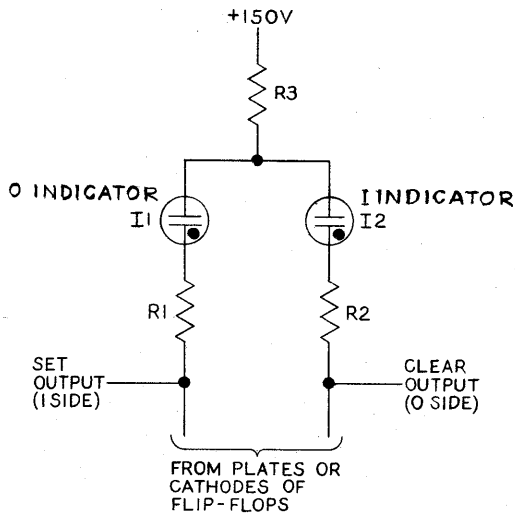 +150V
R3
0 INDICATOR
I1
1 INDICATOR
I2
R1
R2
SET
OUTPUT
(1 SIDE)
CLEAR
OUTPUT
(0 SIDE)
FROM PLATES OR
CATHODES OF
FLIP-FLOPS